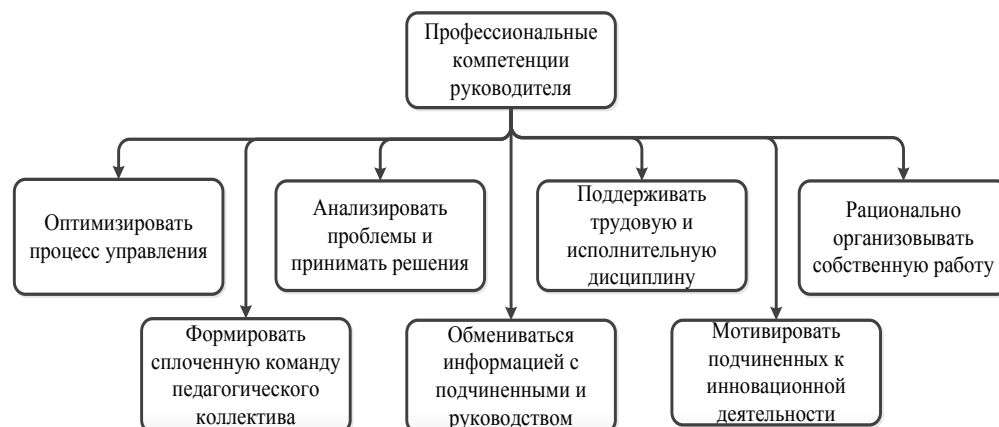 Профессиональные
компетенции
руководителя
Оптимизировать
процесс управления
Анализировать
проблемы и
принимать решения
Поддерживать
трудовую и
исполнительную
дисциплину
Рационально
организовывать
собственную работу
Формировать
сплоченную команду
педагогического
коллектива
Обмениваться
информацией с
подчиненными и
руководством
Мотивировать
подчиненных к
инновационной
деятельности